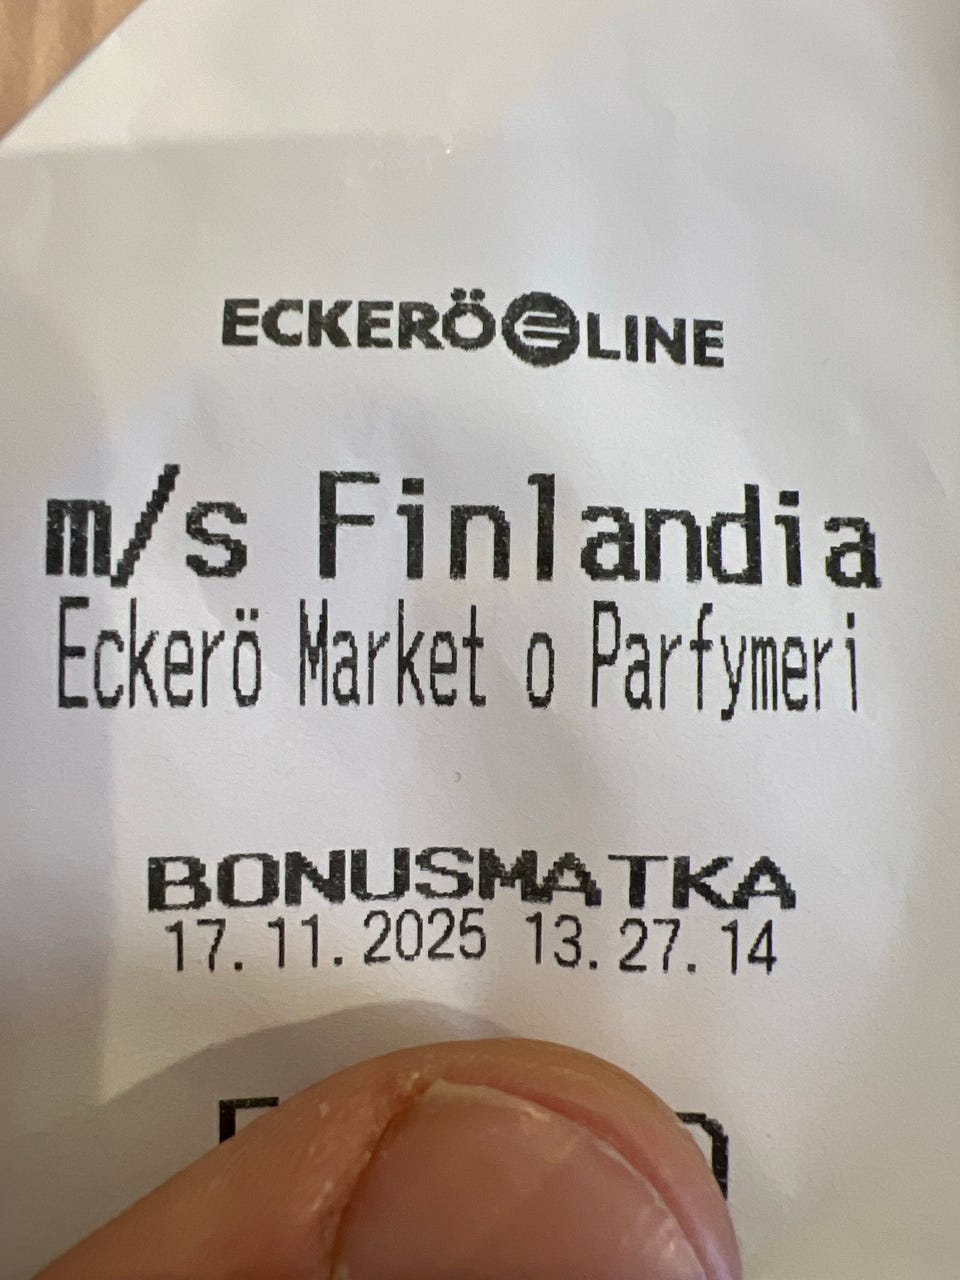 ECKERÖ LINE
m/s Finlandia
Eckerö Market o Parfymeri
BONUSMATKA
17.11.2025 13.27.14